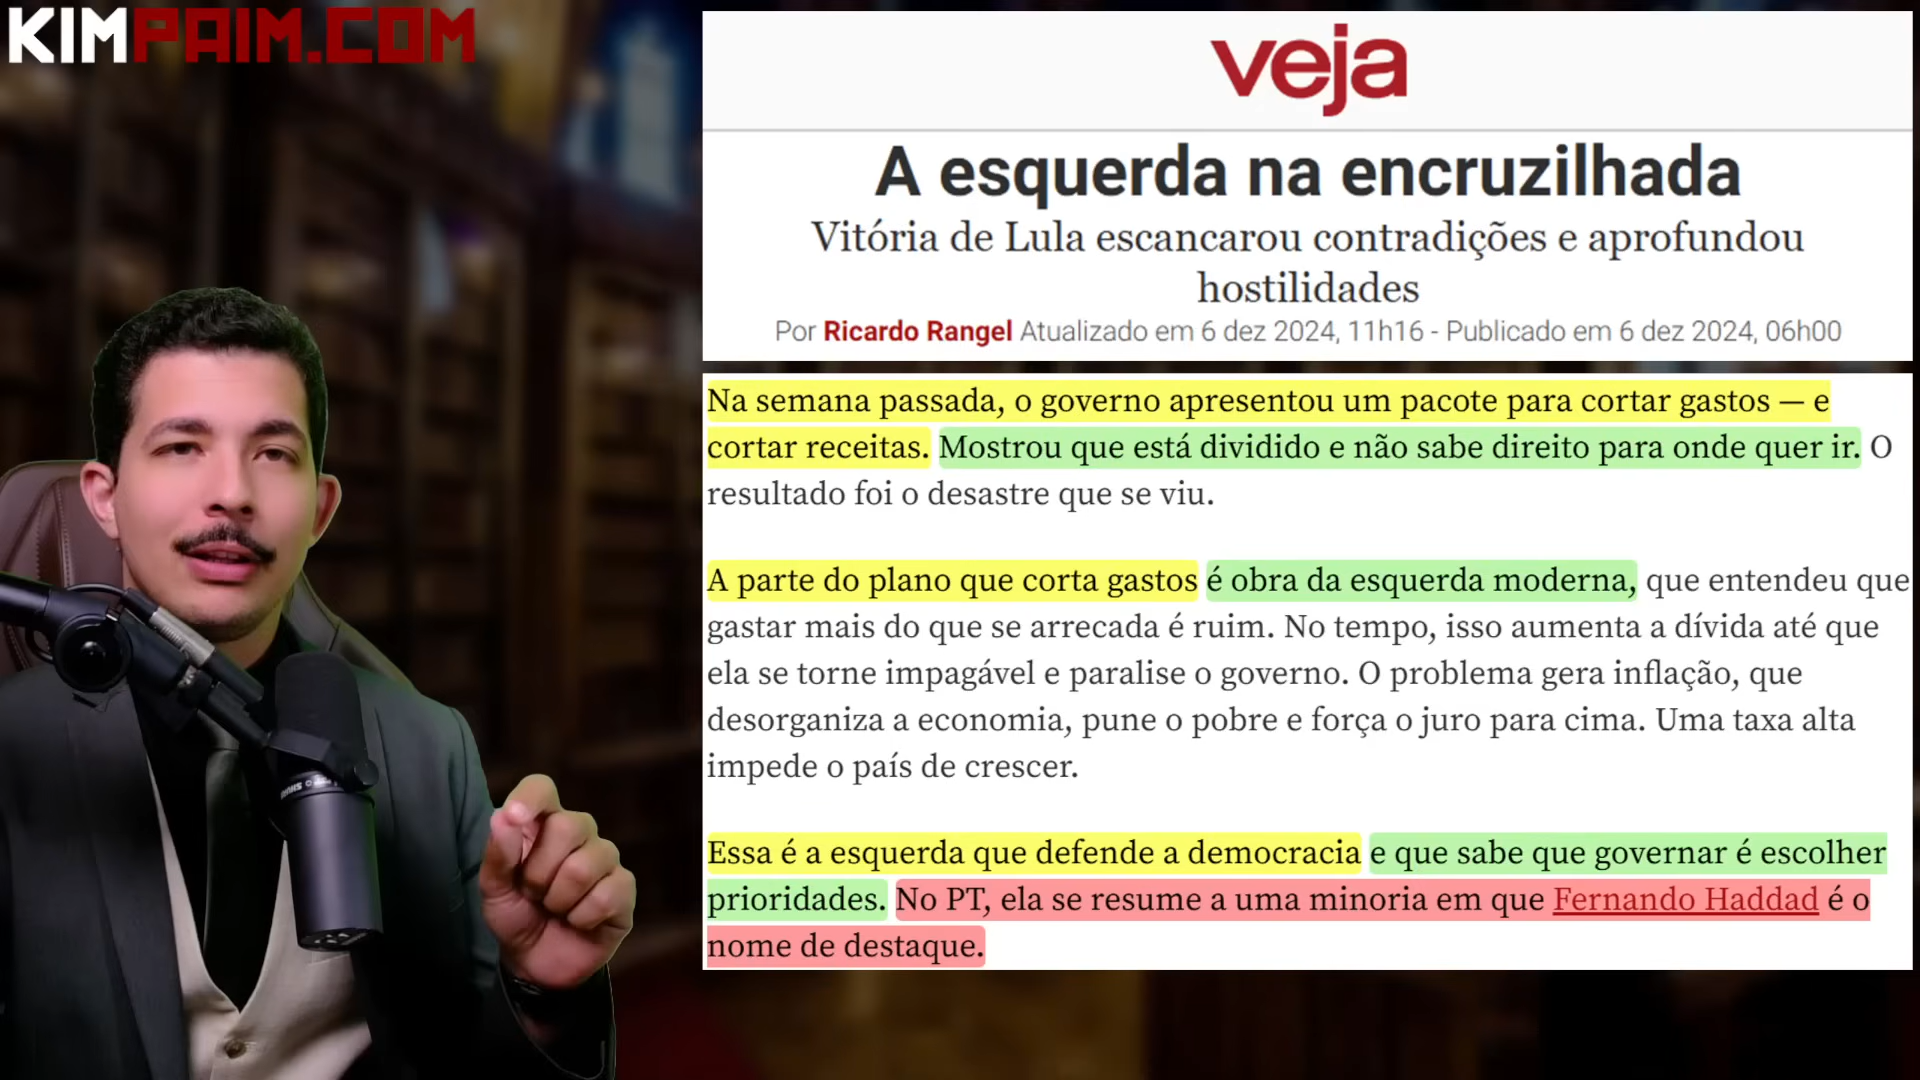 KIMPAIM.COM
veja
A esquerda na encruzilhada
Vitória de Lula escancarou contradições e aprofundou
hostilidades
Por Ricardo Rangel Atualizado em 6 dez 2024, 11h16 - Publicado em 6 dez 2024, 06h00
Na semana passada, o governo apresentou um pacote para cortar gastos — e
cortar receitas. Mostrou que está dividido e não sabe direito para onde quer ir. O
resultado foi o desastre que se viu.
A parte do plano que corta gastos é obra da esquerda moderna, que entendeu que
gastar mais do que se arrecada é ruim. No tempo, isso aumenta a dívida até que
ela se torne impagável e paralise o governo. O problema gera inflação, que
desorganiza a economia, pune o pobre e força o juro para cima. Uma taxa alta
impede o país de crescer.
Essa é a esquerda que defende a democracia e que sabe que governar é escolher
prioridades. No PT, ela se resume a uma minoria em que Fernando Haddad é o
nome de destaque.